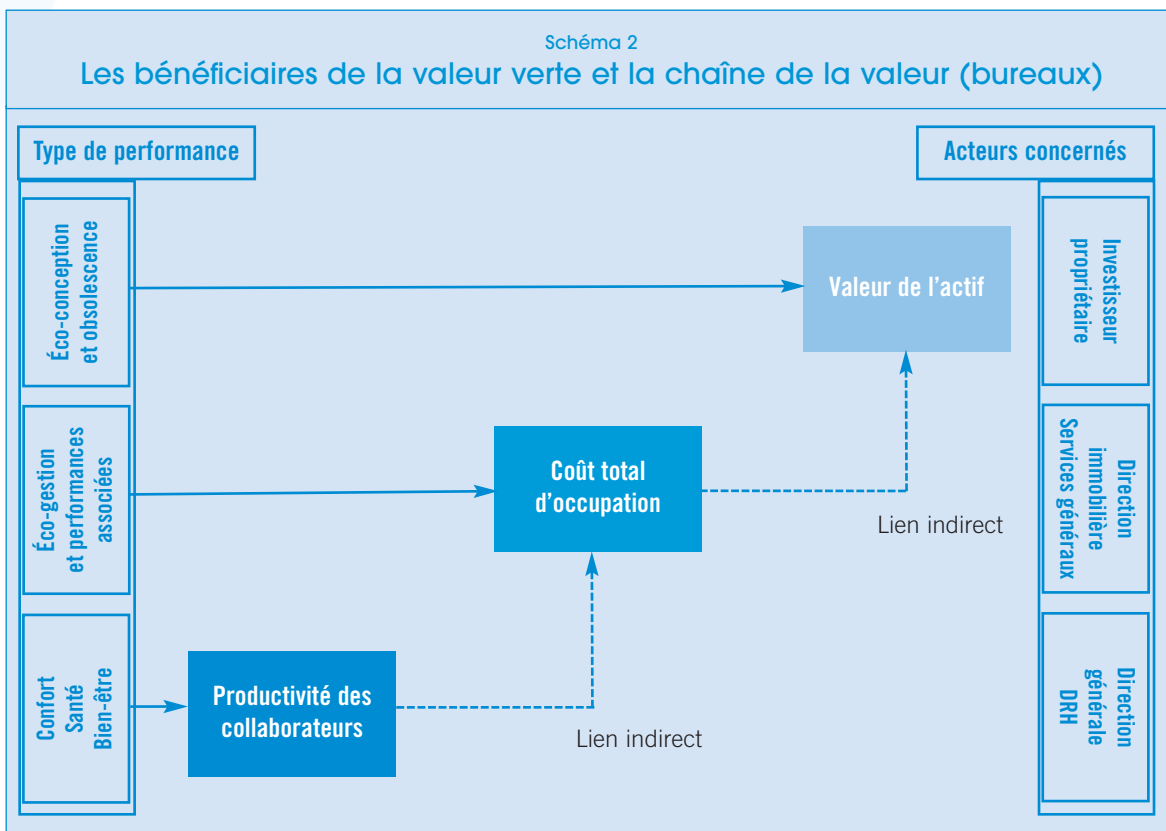 Schéma 2
Les bénéficiaires de la valeur verte et la chaîne de la valeur (bureaux)
Type de performance
Acteurs concernés
Éco-conception
et obsolescence
Valeur de l’actif
Investisseur
propriétaire
Éco-gestion
et performances
associées
Coût total
d’occupation
Lien indirect
Direction
immobilière
Services généraux
Confort
Santé
Bien-être
Productivité des
collaborateurs
Lien indirect
Direction
générale
DRH